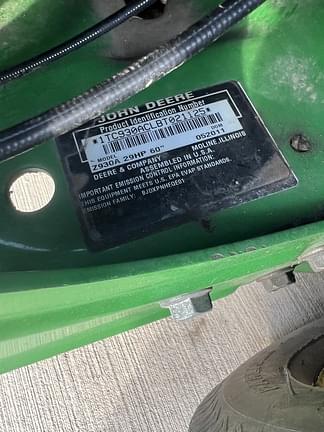 JOHN DEERE
Product Identification Number
*1TC930ACLBT021125*
052011
MODEL
Z930A 29HP 60"
DEERE & COMPANY MOLINE, ILLINOIS
ASSEMBLED IN U.S.A.
IMPORTANT EMISSION CONTROL INFORMATION.
THIS EQUIPMENT MEETS U.S. EPA EVAP STANDARDS.
EMISSION FAMILY: